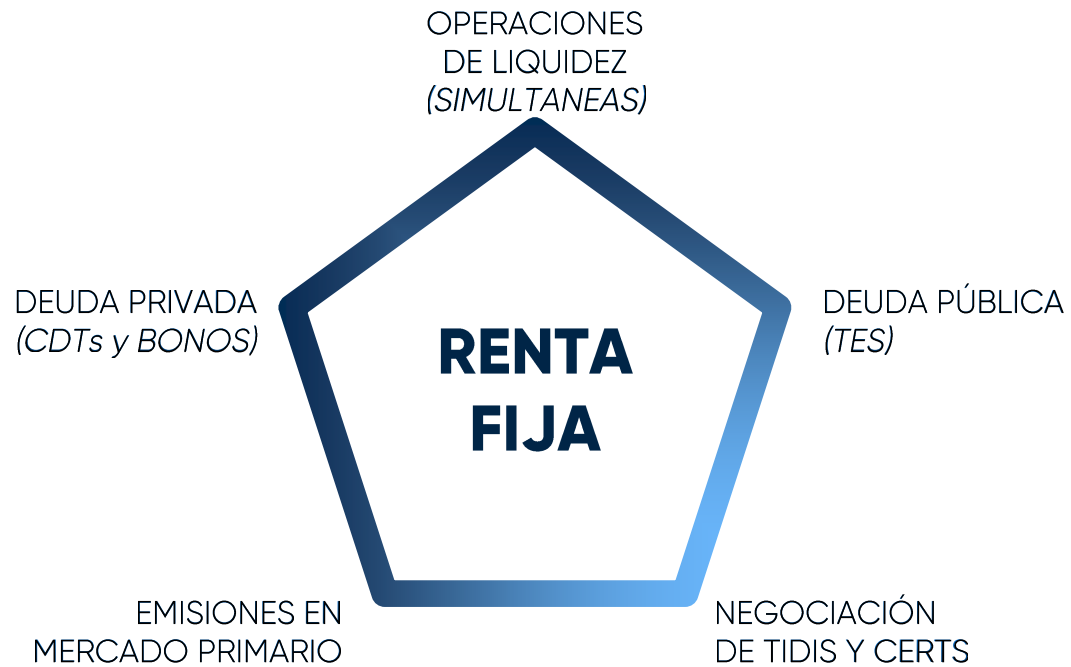 OPERACIONES
DE LIQUIDEZ
(SIMULTANEAS)
DEUDA PRIVADA
(CDTs y BONOS)
DEUDA PÚBLICA
(TES)
RENTA
FIJA
EMISIONES EN
MERCADO PRIMARIO
NEGOCIACIÓN
DE TIDIS Y CERTS